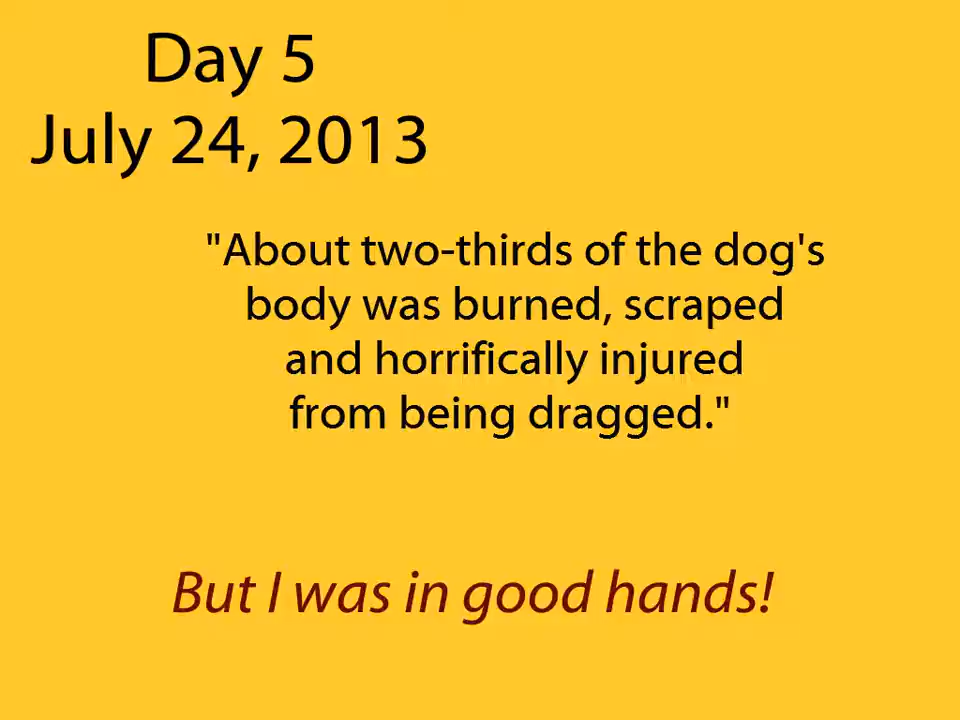 Day 5
July 24, 2013
"About two-thirds of the dog's
body was burned, scraped
and horrifically injured
from being dragged."
But I was in good hands!